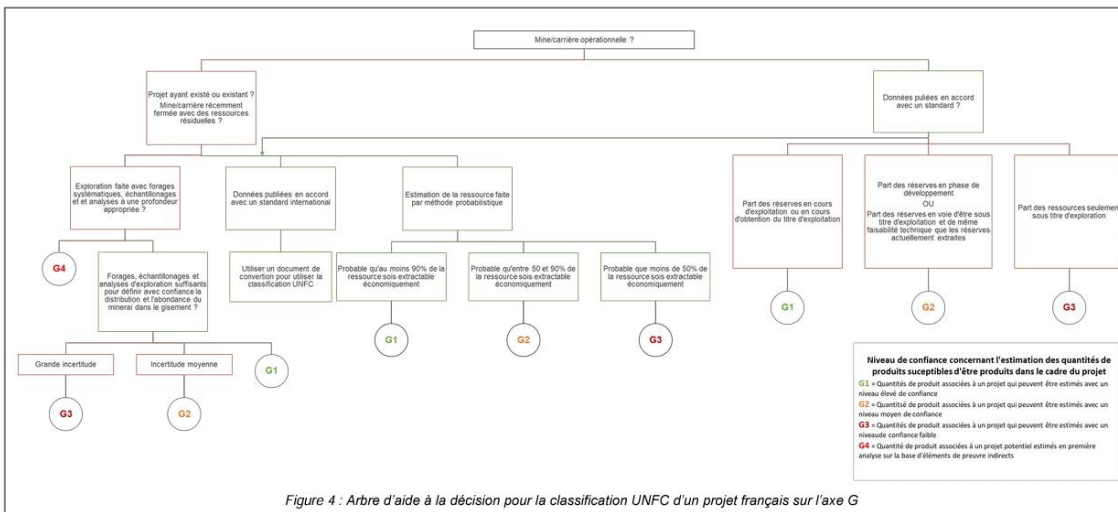 Mine/carrière opérationnelle ?
Projet ayant existé ou existant ?
Mine/carrière récemment
fermée avec des ressources
résiduelles ?
Données puliées en accord
avec un standard ?
Exploration faite avec forages
systématiques, échantillonages
et et analyses à une profondeur
appropriée ?
Données publiées en accord
avec un standard international
Estimation de la ressource faite
par méthode probabilistique
Part des réserves en cours
d'exploitation ou en cours
d'obtention du titre d'exploitation
Part des réserves en phase de
développement
OU
Part des réserves en voie d'être sous
titre d'exploitation et de même
faisabilité technique que les réserves
actuellement extraites
Part des ressources seulement
sous titre d'exploration
G4
Forages, échantillonages et
analyses d'exploration suffisants
pour définir avec confiance la
distribution et l'abondance du
minerai dans le gisement ?
Utiliser un document de
convertion pour utiliser la
classification UNFC
Probable qu'au moins 90% de la
ressource sois extractable
économiquement
Probable qu'entre 50 et 90% de
la ressource sois extractable
économiquement
Probable que moins de 50% de
la ressource sois extractable
économiquement
G1
G2
G3
G1
G2
G3
Grande incertitude
Incertitude moyenne
G1
G3
G2
Niveau de confiance concernant l'estimation des quantités de
produits suceptibles d'être produits dans le cadre du projet
G1 = Quantités de produit associées à un projet qui peuvent être estimés avec un
niveau élevé de confiance
G2 = Quantitsé de produit associées à un projet qui peuvent être estimés avec un
niveau moyen de confiance
G3 = Quantités de produit associées à un projet qui peuvent être estimés avec un
niveaude confiance faible
G4 = Quantité de produit associées à un projet potentiel estimés en première
analyse sur la base d'éléments de preuvre indirects
Figure 4 : Arbre d'aide à la décision pour la classification UNFC d'un projet français sur l'axe G